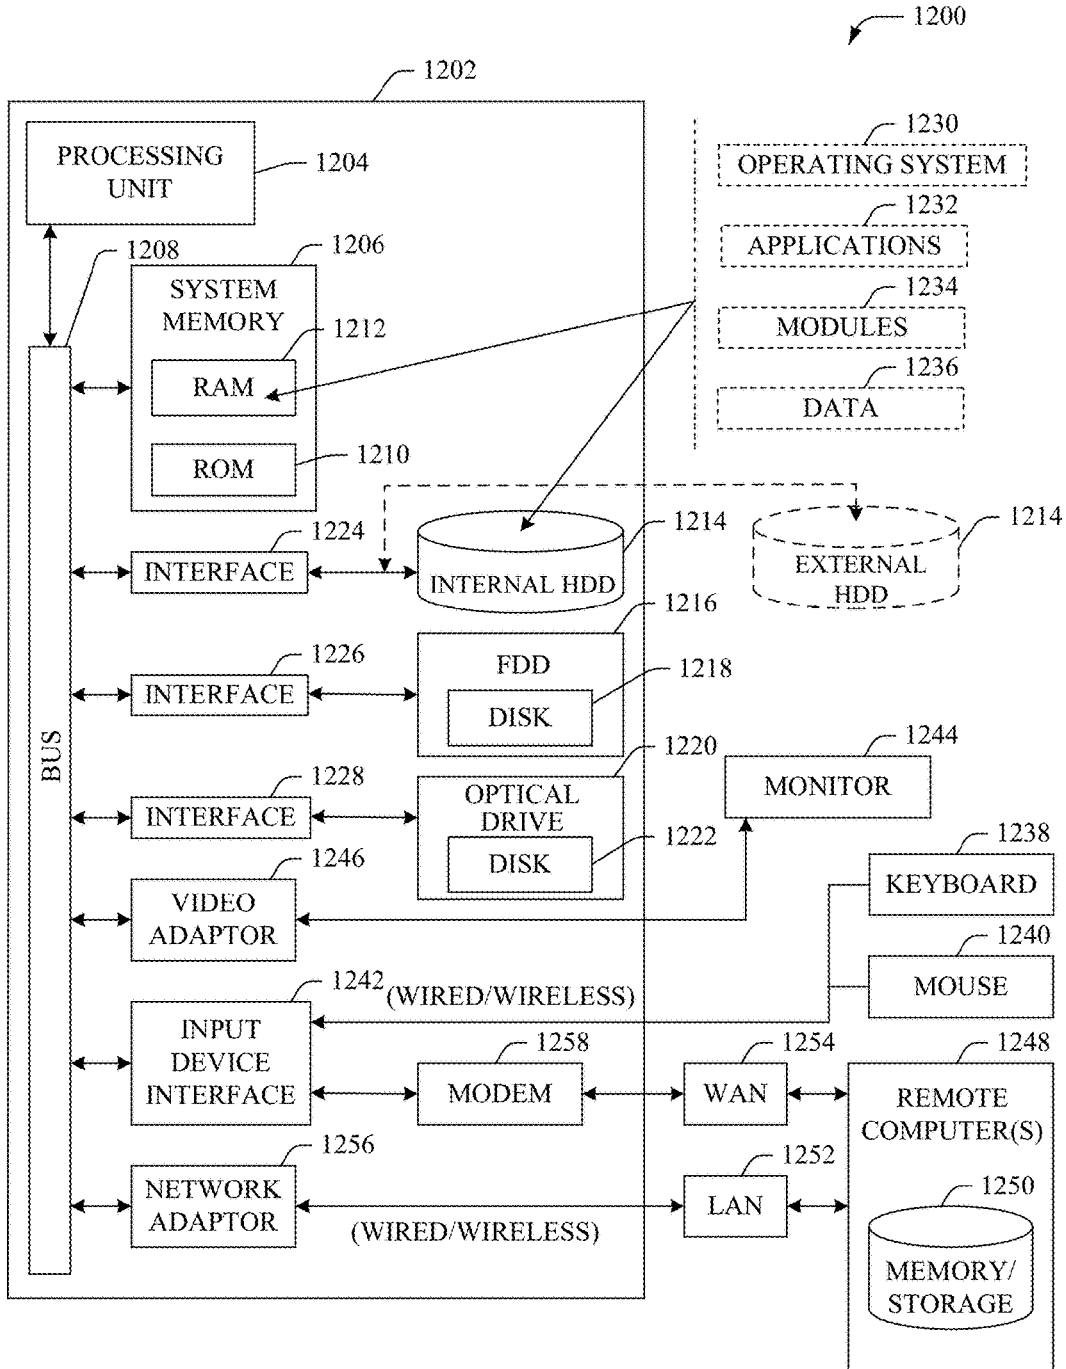 1200
1202
PROCESSING
UNIT
1204
1230
OPERATING SYSTEM
1232
APPLICATIONS
1234
MODULES
1236
DATA
1208
1206
SYSTEM
MEMORY
1212
RAM
1210
ROM
1224
INTERFACE
1214
INTERNAL HDD
1214
EXTERNAL
HDD
1226
INTERFACE
1216
FDD
1218
DISK
BUS
1228
INTERFACE
1220
OPTICAL
DRIVE
1222
DISK
1244
MONITOR
1246
VIDEO
ADAPTOR
1238
KEYBOARD
1240
MOUSE
1242
(WIRED/WIRELESS)
INPUT
DEVICE
INTERFACE
1258
MODEM
1254
WAN
1248
REMOTE
COMPUTER(S)
1256
NETWORK
ADAPTOR
(WIRED/WIRELESS)
1252
LAN
1250
MEMORY/
STORAGE